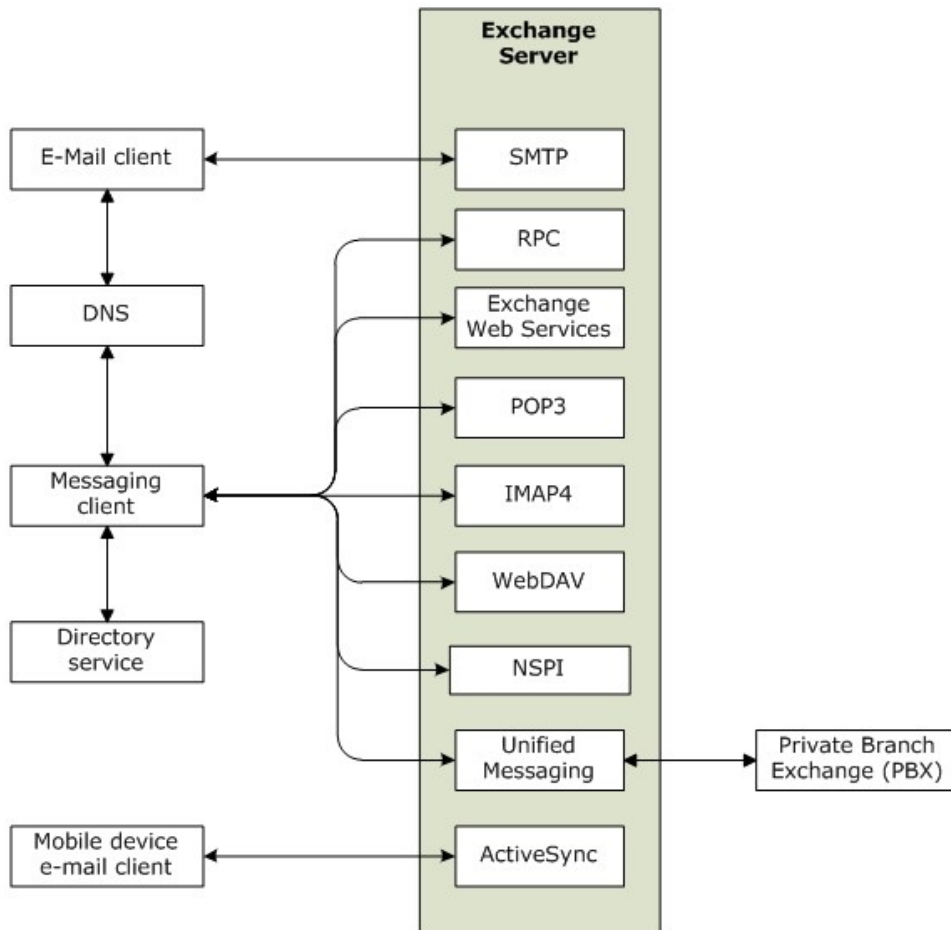 Exchange
Server
E-Mail client
SMTP
RPC
DNS
Exchange
Web Services
POP3
Messaging
client
IMAP4
WebDAV
Directory
service
NSPI
Unified
Messaging
Private Branch
Exchange (PBX)
Mobile device
e-mail client
ActiveSync